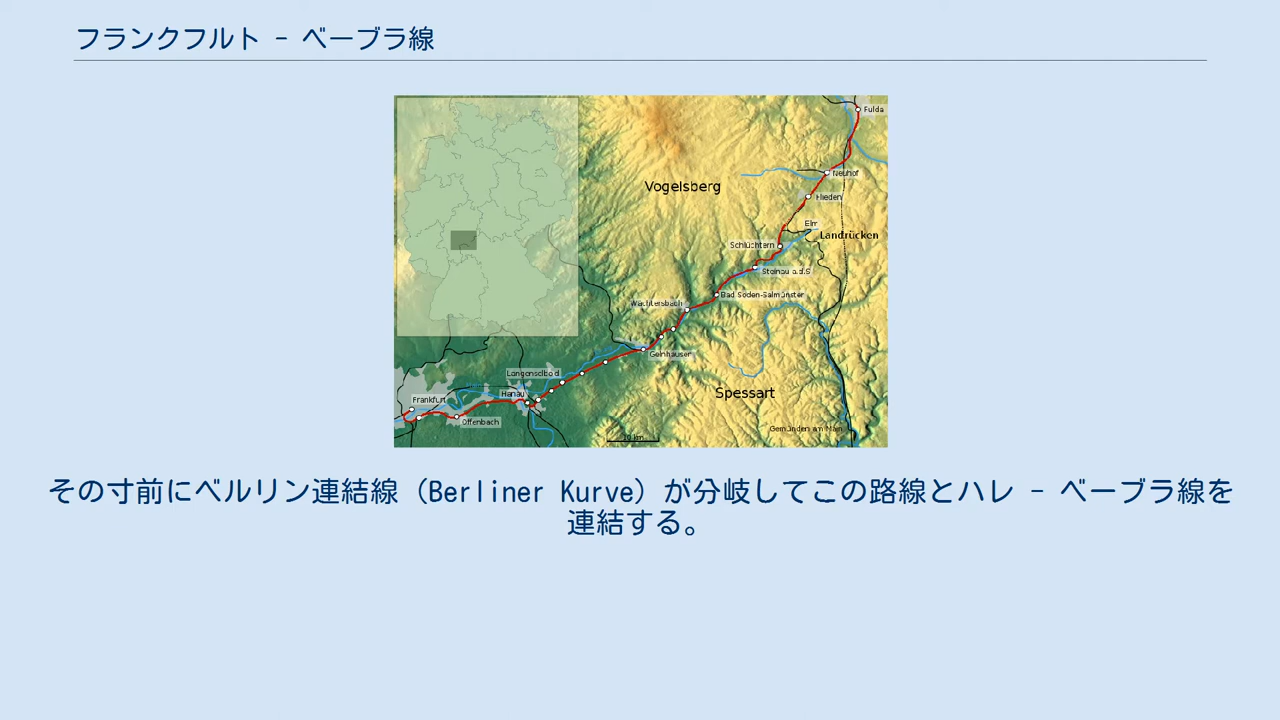 フランクフルト - ベーブラ線
Fulda
Neuhof
Flieden
Vogelsberg
Elm
Landrücken
Schlüchtern
Steinau a.d.S
Bad Soden-Salmünster
Wächtersbach
Gelnhausen
Langenselbold
Hanau
Spessart
Frankfurt
Offenbach
Gemünden am Main
10 km
その寸前にベルリン連結線（Berliner Kurve）が分岐してこの路線とハレ - ベーブラ線を
連結する。